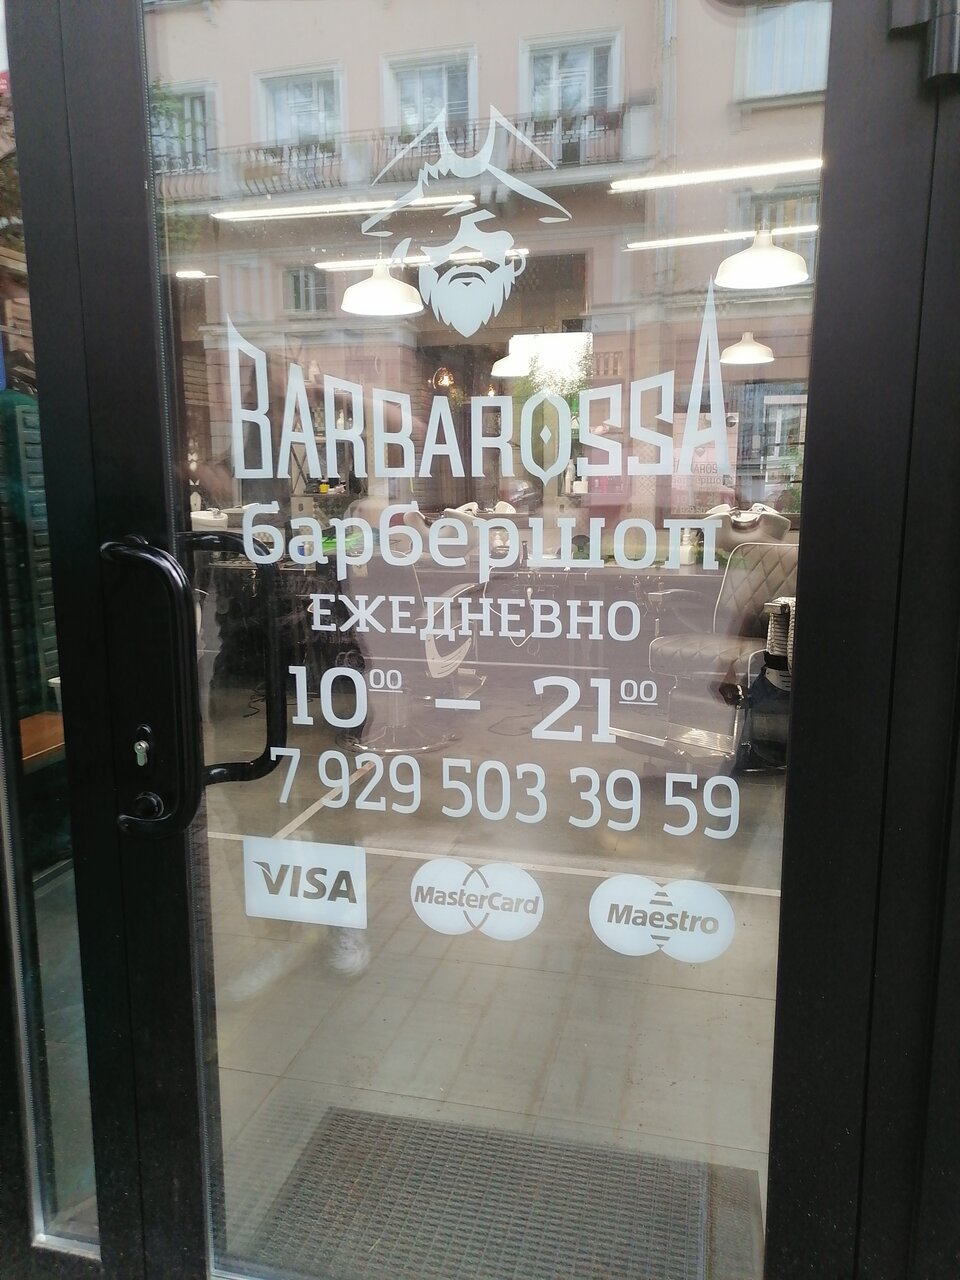 BARBAROSSA
барбершоп
ЕЖЕДНЕВНО
10⁰⁰ – 21⁰⁰
7 929 503 39 59
VISA MasterCard Maestro